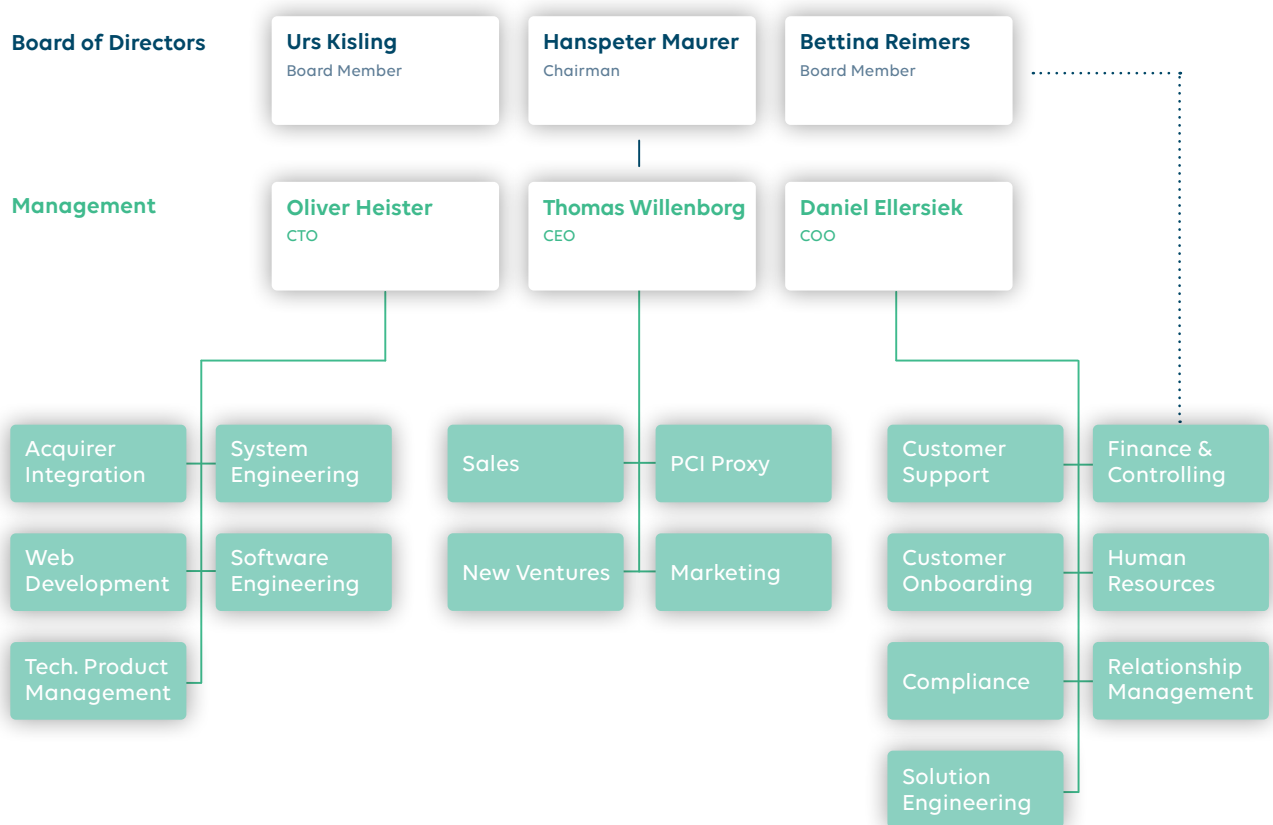 Board of Directors
Urs Kisling
Board Member
Hanspeter Maurer
Chairman
Bettina Reimers
Board Member
Management
Oliver Heister
CTO
Thomas Willenborg
CEO
Daniel Ellersiek
COO
Acquirer
Integration
System
Engineering
Web
Development
Software
Engineering
Tech. Product
Management
Sales
PCI Proxy
New Ventures
Marketing
Customer
Support
Finance &
Controlling
Customer
Onboarding
Human
Resources
Compliance
Relationship
Management
Solution
Engineering